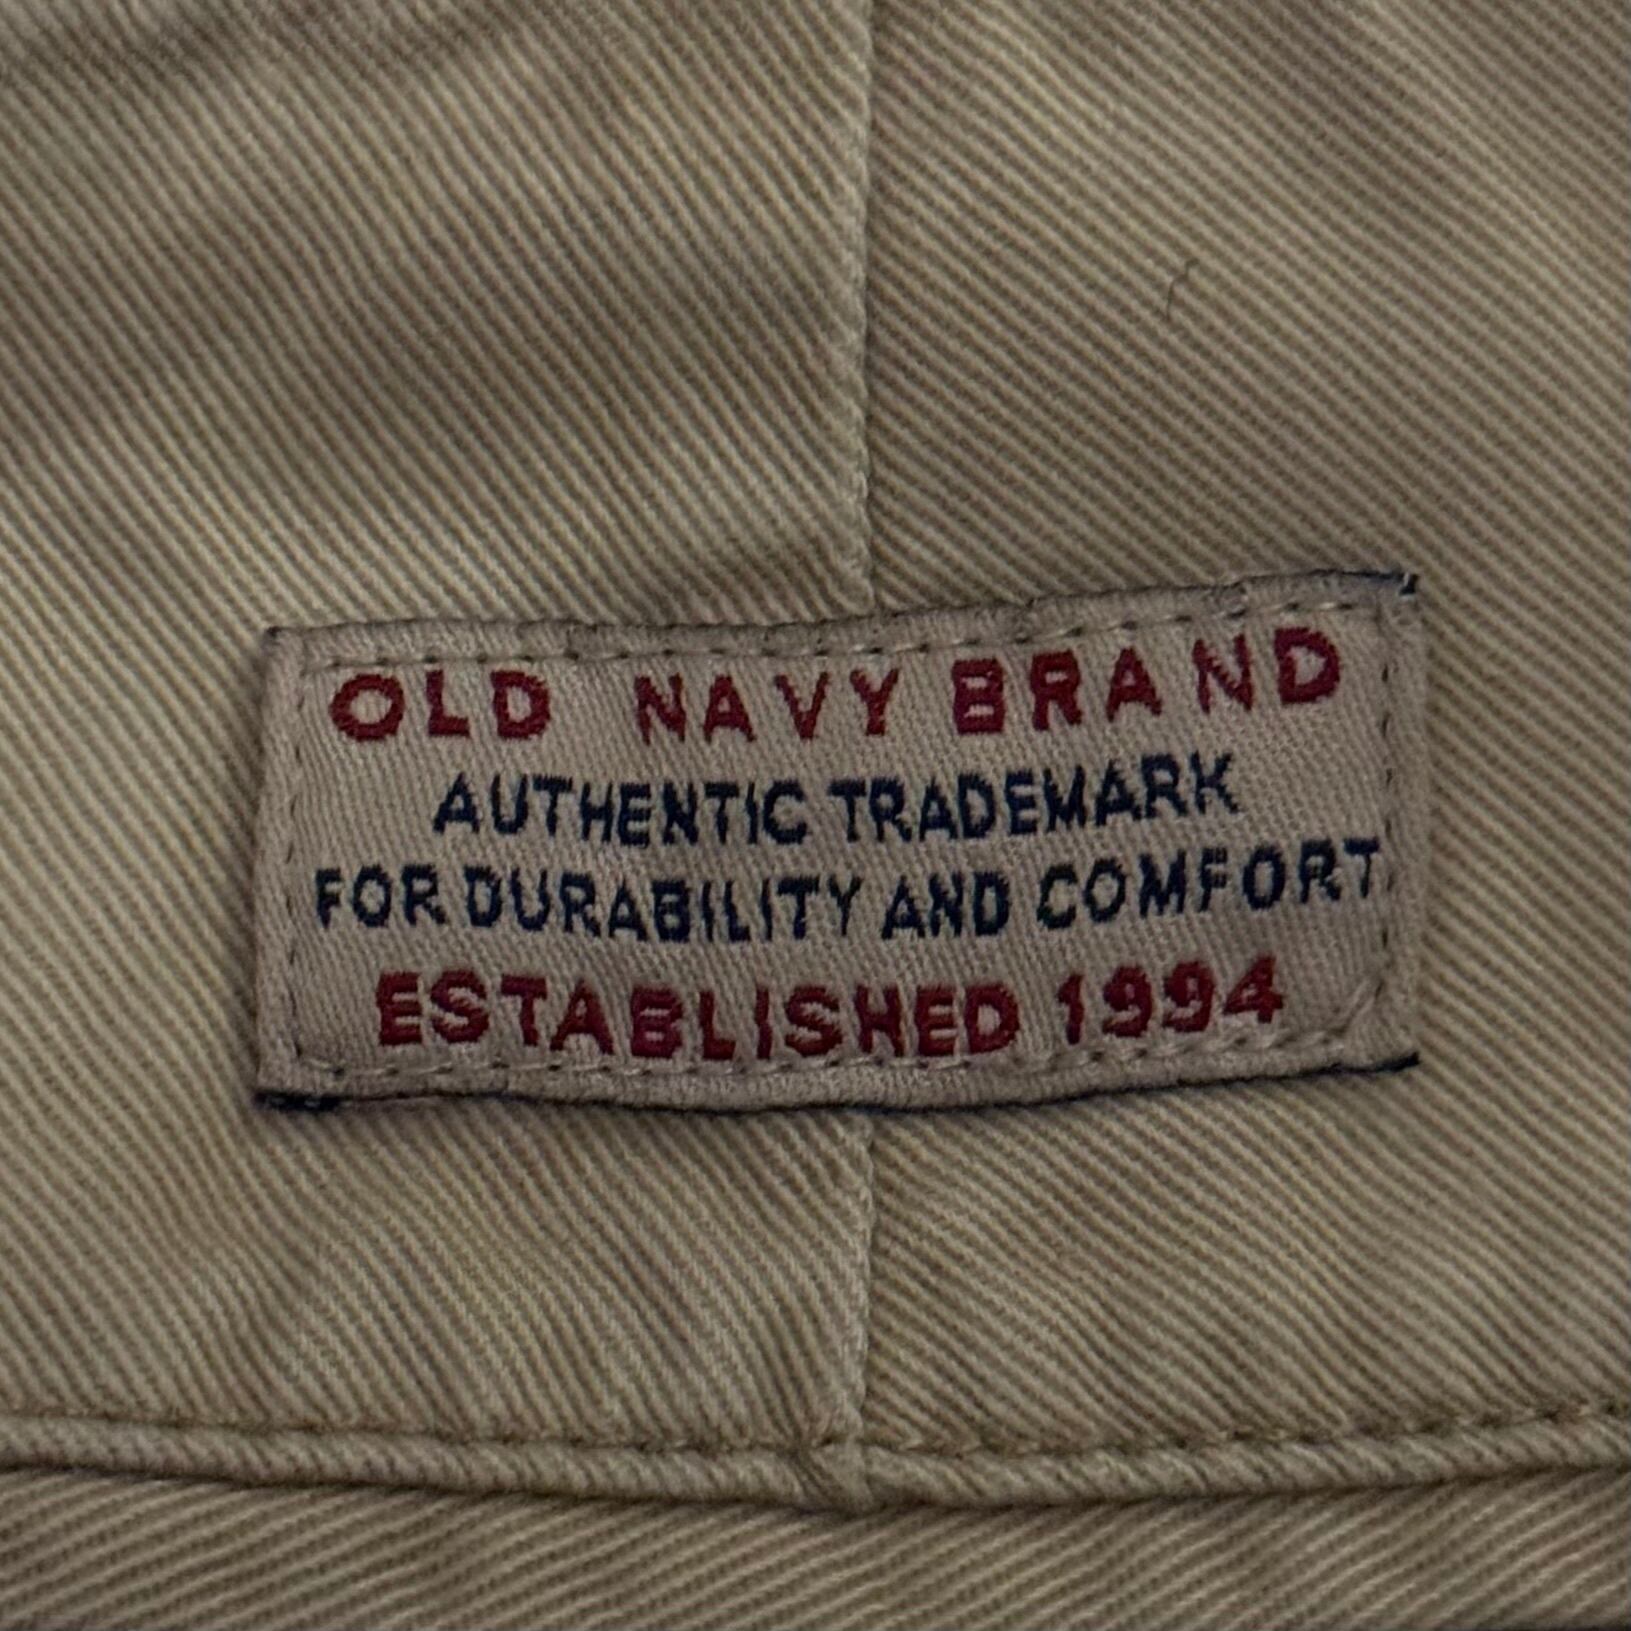 OLD NAVY BRAND
AUTHENTIC TRADEMARK
FOR DURABILITY AND COMFORT
ESTABLISHED 1994